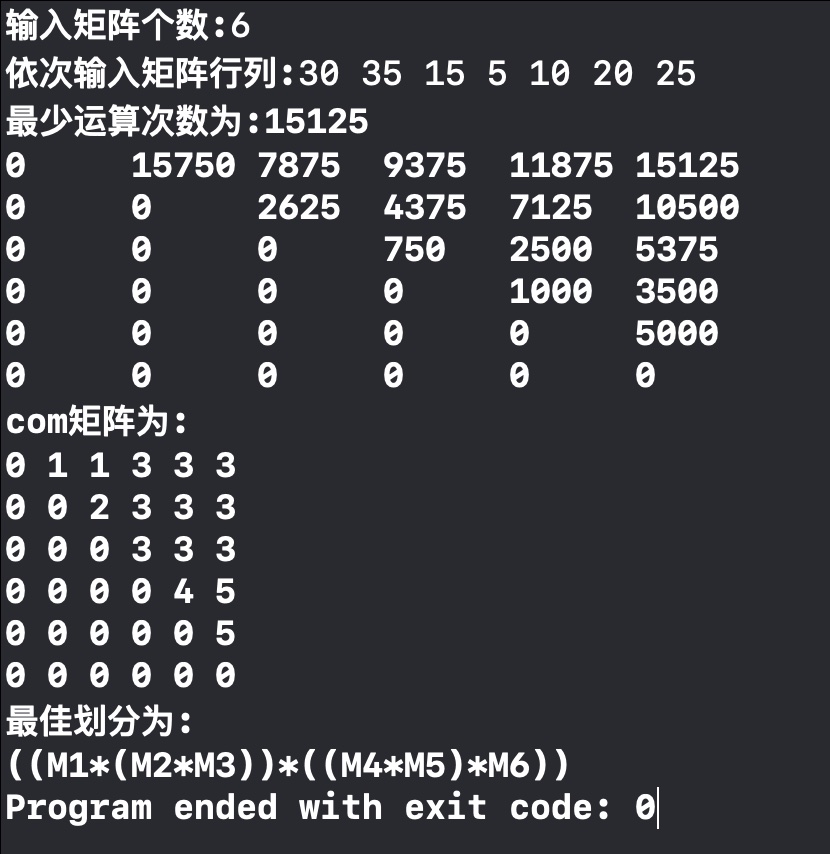 输入矩阵个数:6
依次输入矩阵行列:30 35 15 5 10 20 25
最少运算次数为:15125
0 15750 7875 9375 11875 15125
0 0 2625 4375 7125 10500
0 0 0 750 2500 5375
0 0 0 0 1000 3500
0 0 0 0 0 5000
0 0 0 0 0 0
com矩阵为:
0 1 1 3 3 3
0 0 2 3 3 3
0 0 0 3 3 3
0 0 0 0 4 5
0 0 0 0 0 5
0 0 0 0 0 0
最佳划分为:
((M1*(M2*M3))*((M4*M5)*M6))
Program ended with exit code: 0